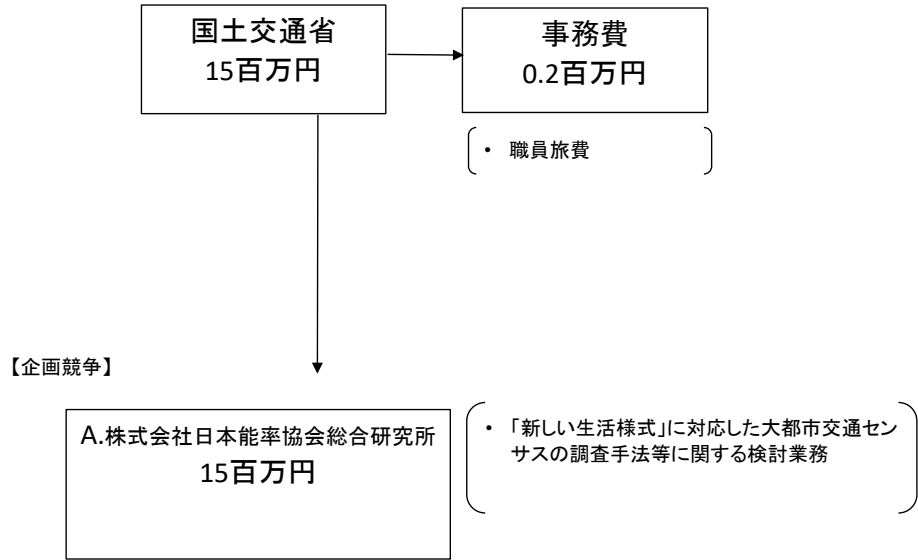 国土交通省
15百万円
事務費
0.2百万円
・ 職員旅費
【企画競争】
A.株式会社日本能率協会総合研究所
15百万円
・ 「新しい生活様式」に対応した大都市交通セン
サスの調査手法等に関する検討業務